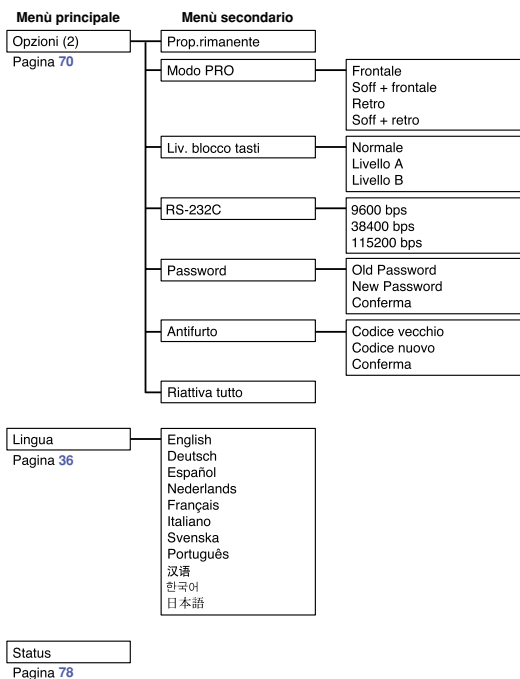 Menù principale
Menù secondario
Opzioni (2)
Pagina 70
Prop.rimanente
Modo PRO
Frontale
Soff + frontale
Retro
Soff + retro
Liv. blocco tasti
Normale
Livello A
Livello B
RS-232C
9600 bps
38400 bps
115200 bps
Password
Old Password
New Password
Conferma
Antifurto
Codice vecchio
Codice nuovo
Conferma
Riattiva tutto
Lingua
Pagina 36
English
Deutsch
Español
Nederlands
Français
Italiano
Svenska
Português
汉语
한국어
日本語
Status
Pagina 78